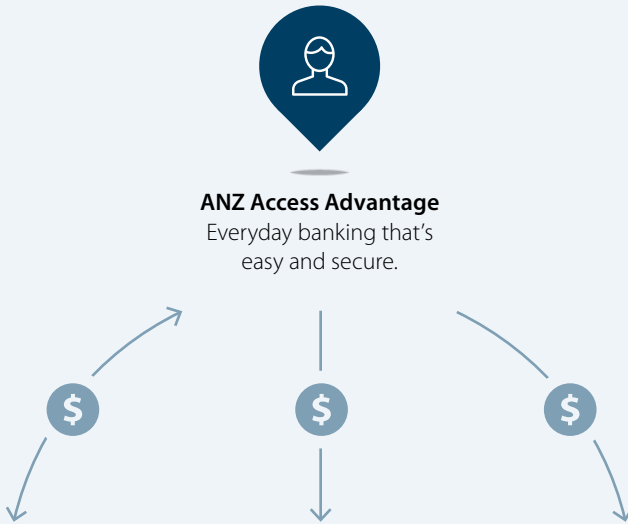 ANZ Access Advantage
Everyday banking that’s
easy and secure.
$ $ $